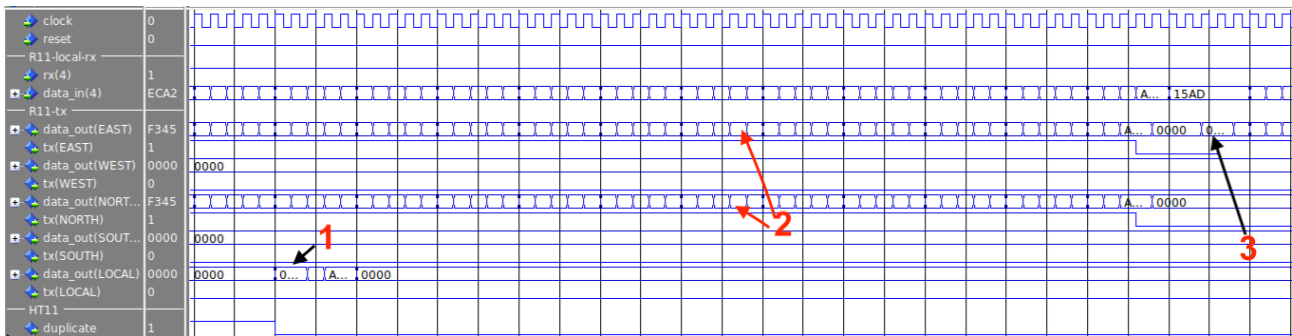 clock 0
reset 0
R11-local-rx
rx(4) 1
data_in(4) ECA2 A... 15AD
R11-tx
data_out(EAST) F345 A... 0000 0...
tx(EAST) 1
data_out(WEST) 0000 0000
tx(WEST) 0
data_out(NORT... F345 A... 0000
tx(NORTH) 1
2
data_out(SOUT... 0000 0000
1
tx(SOUTH) 0
3
data_out(LOCAL) 0000 0000 0... A... 0000
tx(LOCAL) 0
HT11
duplicate 1